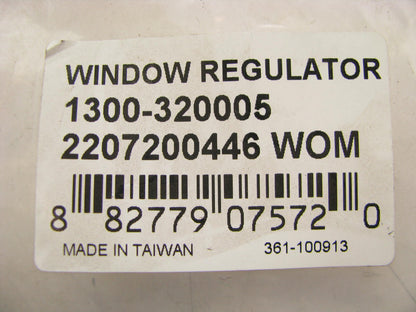 WINDOW REGULATOR
1300-320005
2207200446 WOM
8 82779 07572 0
MADE IN TAIWAN 361-100913